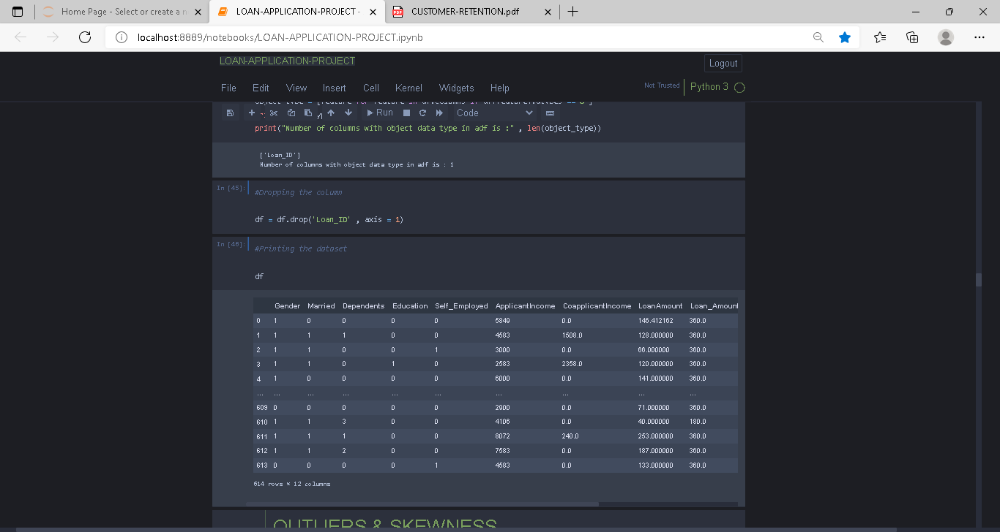 Home Page - Select or create a n
LOAN-APPLICATION-PROJECT -
CUSTOMER-RETENTION.pdf
localhost:8889/notebooks/LOAN-APPLICATION-PROJECT.ipynb
LOAN-APPLICATION-PROJECT
Logout
File Edit View Insert Cell Kernel Widgets Help
Not Trusted Python 3
Run Code
print("Number of columns with object data type in adf is :" , len(object_type))
['Loan_ID']
Number of columns with object data type in adf is : 1
In [45]: #Dropping the column
df = df.drop('Loan_ID' , axis = 1)
In [46]: #Printing the dataset
df
Gender Married Dependents Education Self_Employed ApplicantIncome CoapplicantIncome LoanAmount Loan_Amount
0 1 0 0 0 0 5849 0.0 146.412162 360.0
1 1 1 1 0 0 4583 1508.0 128.000000 360.0
2 1 1 0 0 1 3000 0.0 66.000000 360.0
3 1 1 0 1 0 2583 2358.0 120.000000 360.0
4 1 0 0 0 0 6000 0.0 141.000000 360.0
... ... ... ... ... ... ... ... ... ...
609 0 0 0 0 0 2900 0.0 71.000000 360.0
610 1 1 3 0 0 4106 0.0 40.000000 180.0
611 1 1 1 0 0 8072 240.0 253.000000 360.0
612 1 1 2 0 0 7583 0.0 187.000000 360.0
613 0 0 0 0 1 4583 0.0 133.000000 360.0
614 rows × 12 columns
OUTLIERS & SKEWNESS